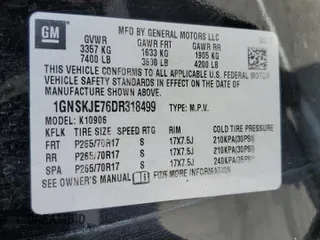 GM
MFD BY GENERAL MOTORS LLC
GVWR GAWR FRT GAWR RR
3357 KG 1633 KG 1905 KG
7400 LB 3600 LB 4200 LB
THIS VEHICLE CONFORMS TO ALL APPLICABLE U.S. FEDERAL
MOTOR VEHICLE SAFETY AND THEFT PREVENTION STANDARDS
IN EFFECT ON THE DATE OF
MANUFACTURE SHOWN ABOVE.
1GNSKJE76DR318499 TYPE: M.P.V.
MODEL: K10906
KFLK TIRE SIZE SPEED RTG RIM COLD TIRE PRESSURE
FRT P265/70R17 S 17X7.5J 210KPA(30PSI)
RR P265/70R17 S 17X7.5J 210KPA(30PSI)
SPA P265/70R17 S 17X7.5J 240KPA(35PSI)
SEE OWNER'S MANUAL FOR ADDITIONAL INFORMATION.